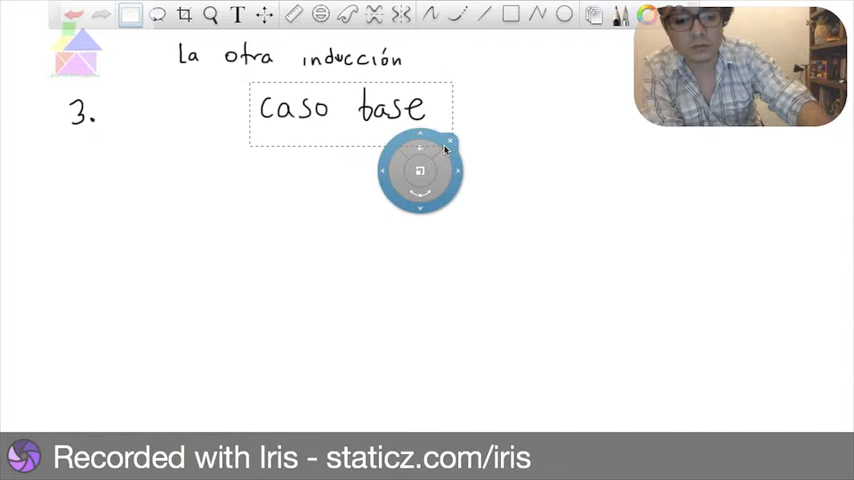 La otra inducción
3. caso base
Recorded with Iris - staticz.com/iris